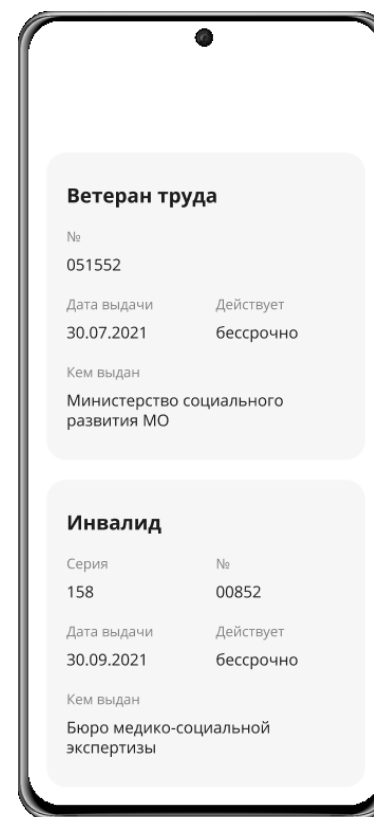 Ветеран труда
№
051552
Дата выдачи Действует
30.07.2021 бессрочно
Кем выдан
Министерство социального
развития МО
Инвалид
Серия №
158 00852
Дата выдачи Действует
30.09.2021 бессрочно
Кем выдан
Бюро медико-социальной
экспертизы